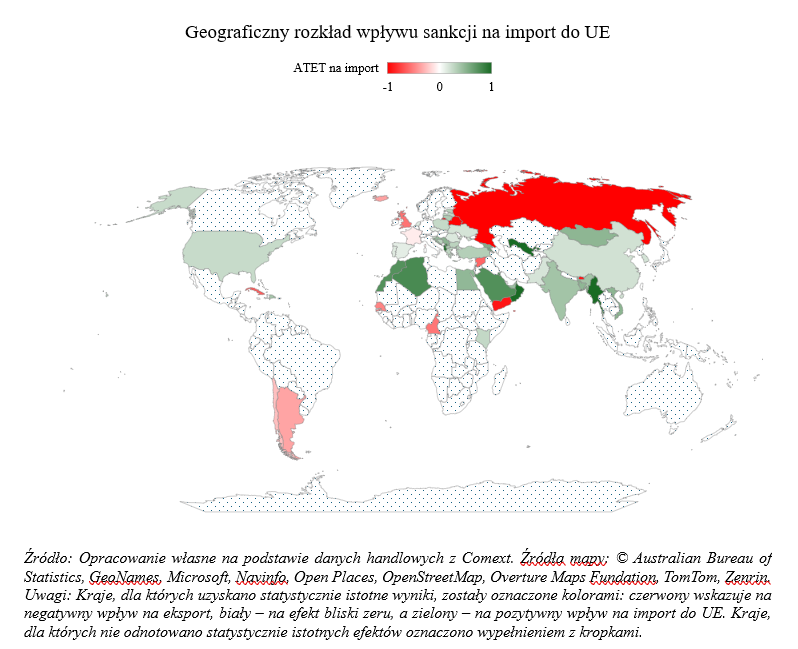 Geograficzny rozkład wpływu sankcji na import do UE
ATET na import
-1 0 1
Źródło: Opracowanie własne na podstawie danych handlowych z Comext. Źródła mapy: © Australian Bureau of
Statistics, GeoNames, Microsoft, Navinfo, Open Places, OpenStreetMap, Overture Maps Fundation, TomTom, Zenrin.
Uwagi: Kraje, dla których uzyskano statystycznie istotne wyniki, zostały oznaczone kolorami: czerwony wskazuje na
negatywny wpływ na eksport, biały – na efekt bliski zeru, a zielony – na pozytywny wpływ na import do UE. Kraje,
dla których nie odnotowano statystycznie istotnych efektów oznaczono wypełnieniem z kropkami.